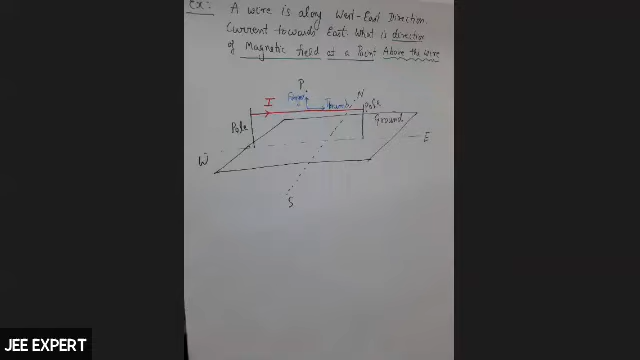 Ex:
A wire is along West-East Direction.
Current towards East. What is direction
of Magnetic field at a Point Above the wire
P.
N
Finger
Thumb
I
Pole
Pole
Ground
E
W
S
JEE EXPERT